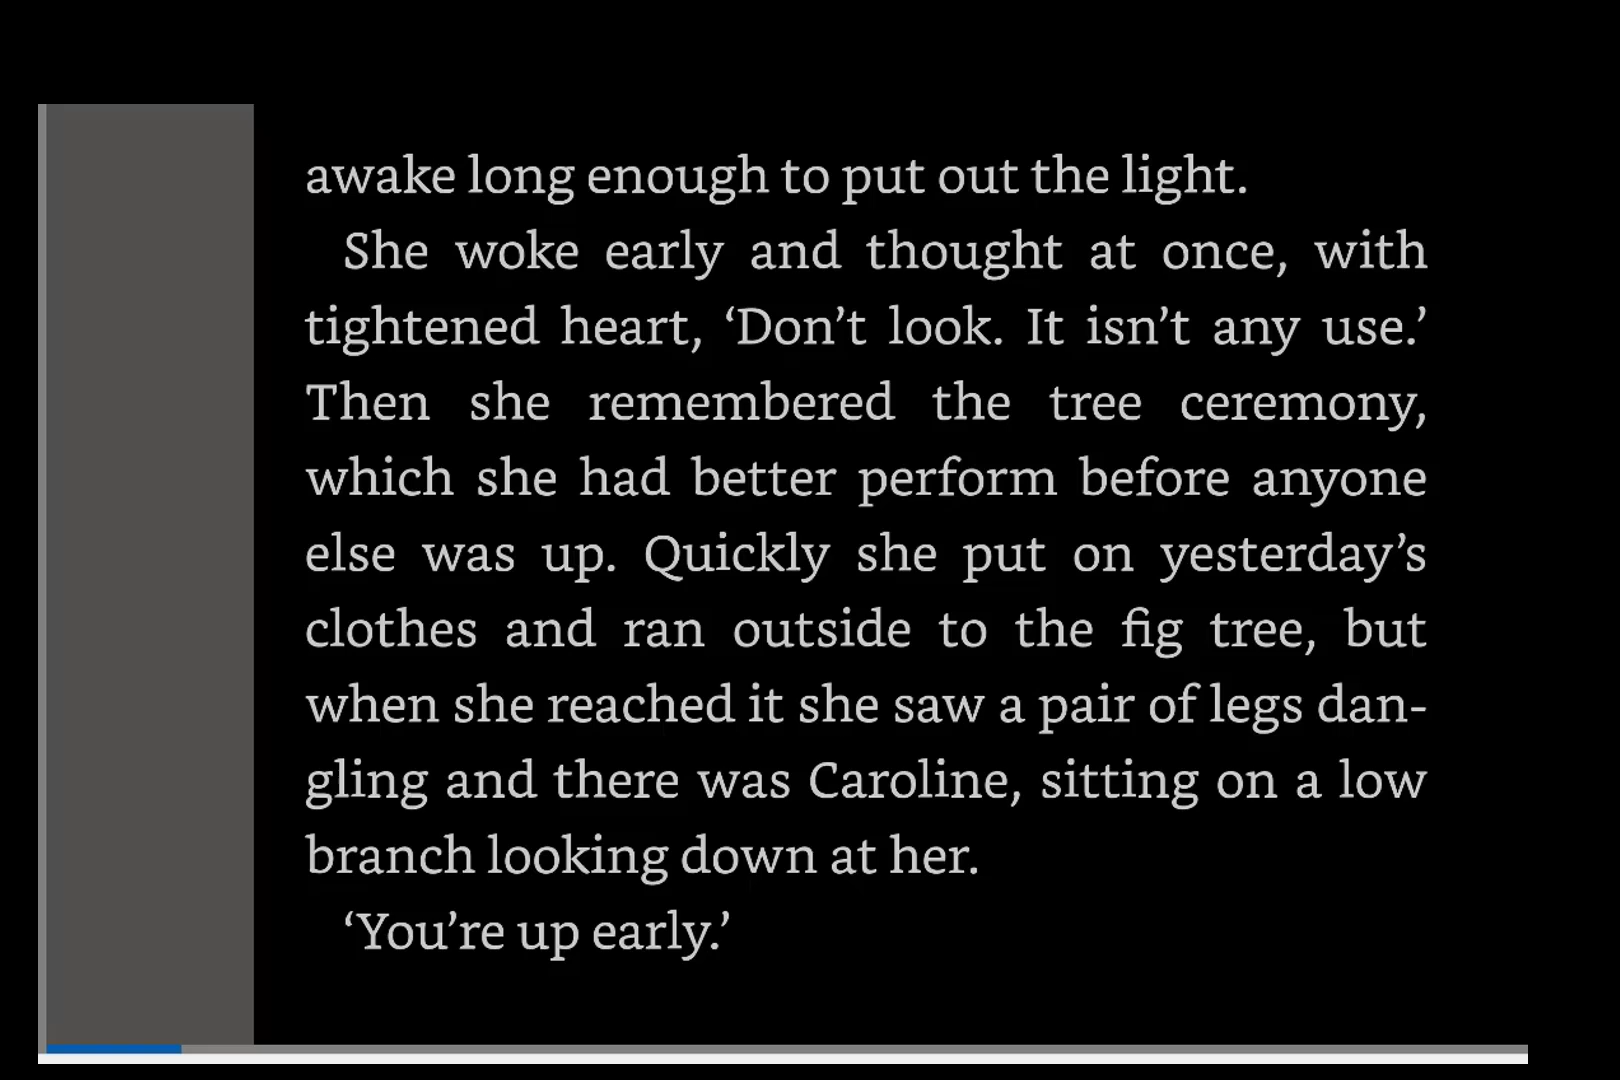 awake long enough to put out the light.
She woke early and thought at once, with
tightened heart, ‘Don’t look. It isn’t any use.’
Then she remembered the tree ceremony,
which she had better perform before anyone
else was up. Quickly she put on yesterday’s
clothes and ran outside to the fig tree, but
when she reached it she saw a pair of legs dan-
gling and there was Caroline, sitting on a low
branch looking down at her.
‘You’re up early.’